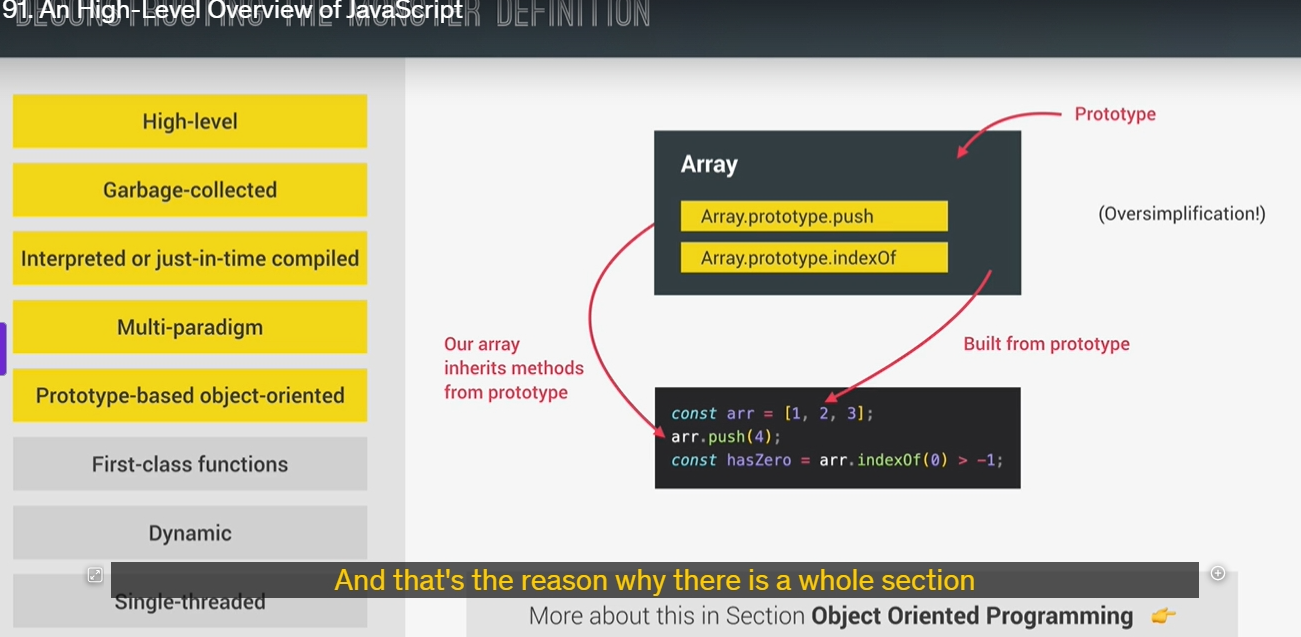 91. An High-Level Overview of JavaScript
DECONSTRUCTING THE MONSTER DEFINITION
High-level
Garbage-collected
Interpreted or just-in-time compiled
Multi-paradigm
Prototype-based object-oriented
First-class functions
Dynamic
Single-threaded
Prototype
Array
Array.prototype.push
Array.prototype.indexOf
(Oversimplification!)
Our array
inherits methods
from prototype
Built from prototype
const arr = [1, 2, 3];
arr.push(4);
const hasZero = arr.indexOf(0) > -1;
And that's the reason why there is a whole section
More about this in Section Object Oriented Programming 👉